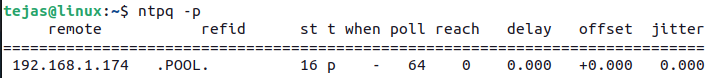 tejas@linux:~$ ntpq -p
     remote           refid      st t when poll reach   delay   offset  jitter
==============================================================================
 192.168.1.174   .POOL.          16 p    -   64    0    0.000   +0.000   0.000